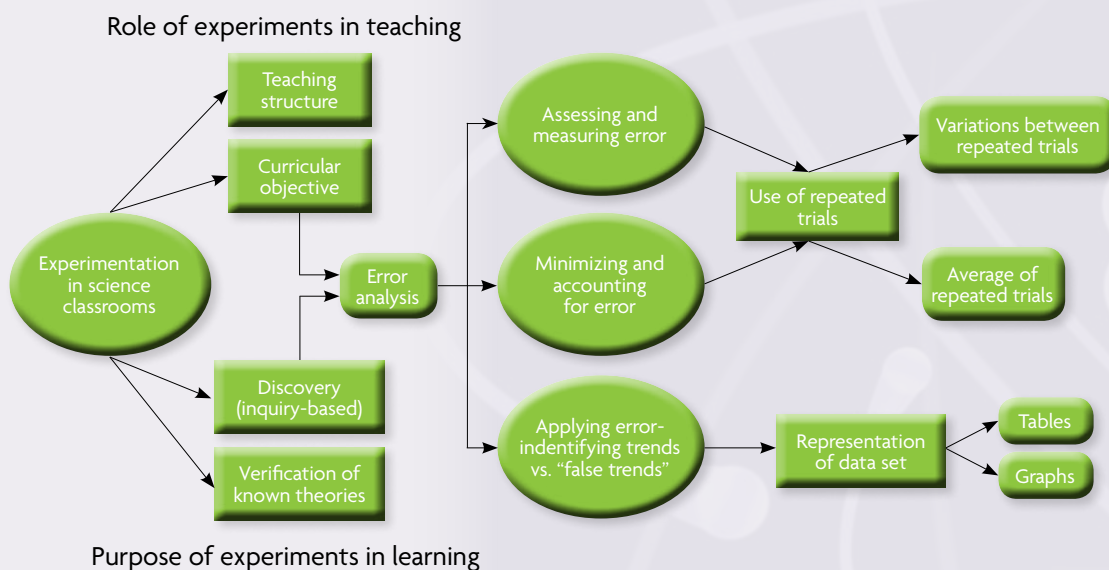 Role of experiments in teaching
Teaching
structure
Curricular
objective
Experimentation
in science
classrooms
Error
analysis
Discovery
(inquiry-based)
Verification of
known theories
Purpose of experiments in learning
Assessing and
measuring error
Minimizing and
accounting
for error
Applying error-
indentifying trends
vs. “false trends”
Use of repeated
trials
Variations between
repeated trials
Average of
repeated trials
Representation
of data set
Tables
Graphs